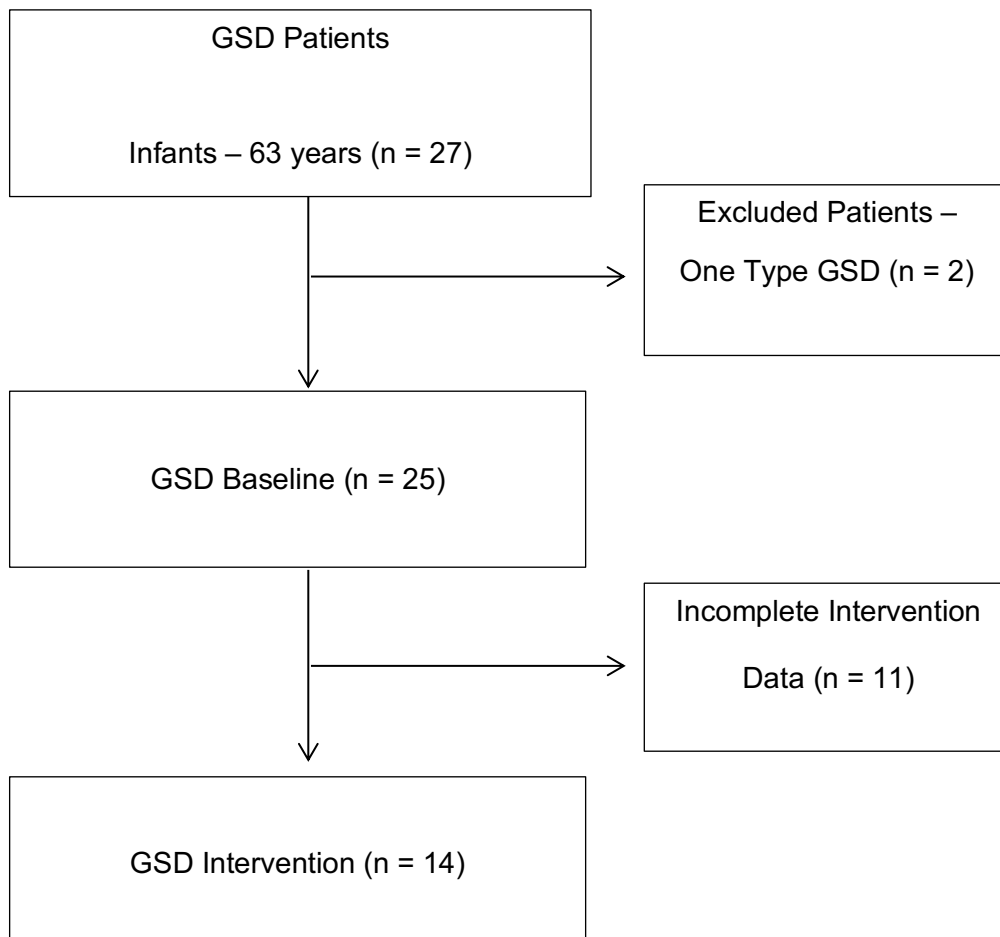 GSD Patients
Infants – 63 years (n = 27)
Excluded Patients –
One Type GSD (n = 2)
GSD Baseline (n = 25)
Incomplete Intervention
Data (n = 11)
GSD Intervention (n = 14)